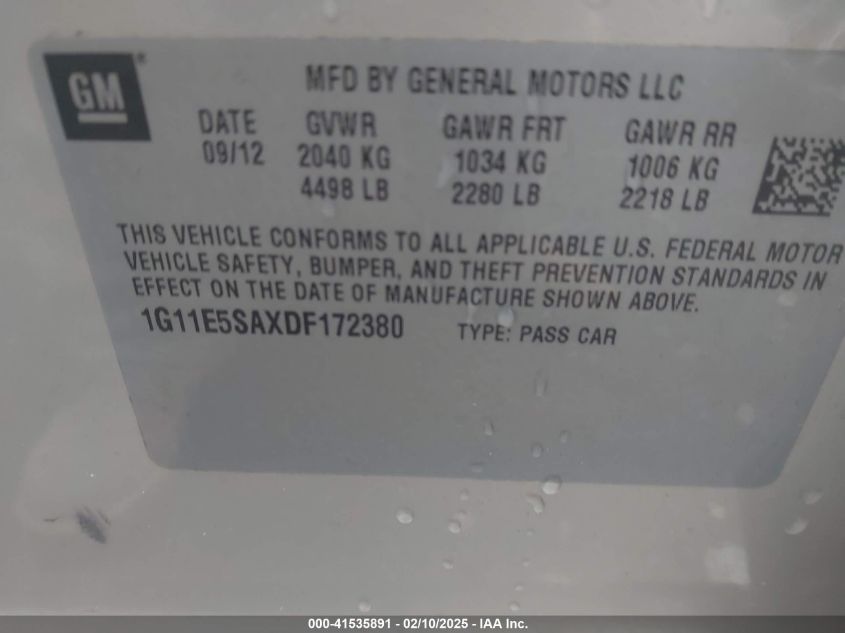 GM®
MFD BY GENERAL MOTORS LLC
DATE GVWR GAWR FRT GAWR RR
09/12 2040 KG 1034 KG 1006 KG
4498 LB 2280 LB 2218 LB
THIS VEHICLE CONFORMS TO ALL APPLICABLE U.S. FEDERAL MOTOR
VEHICLE SAFETY, BUMPER, AND THEFT PREVENTION STANDARDS IN
EFFECT ON THE DATE OF MANUFACTURE SHOWN ABOVE.
1G11E5SAXDF172380 TYPE: PASS CAR
000-41535891 - 02/10/2025 - IAA Inc.